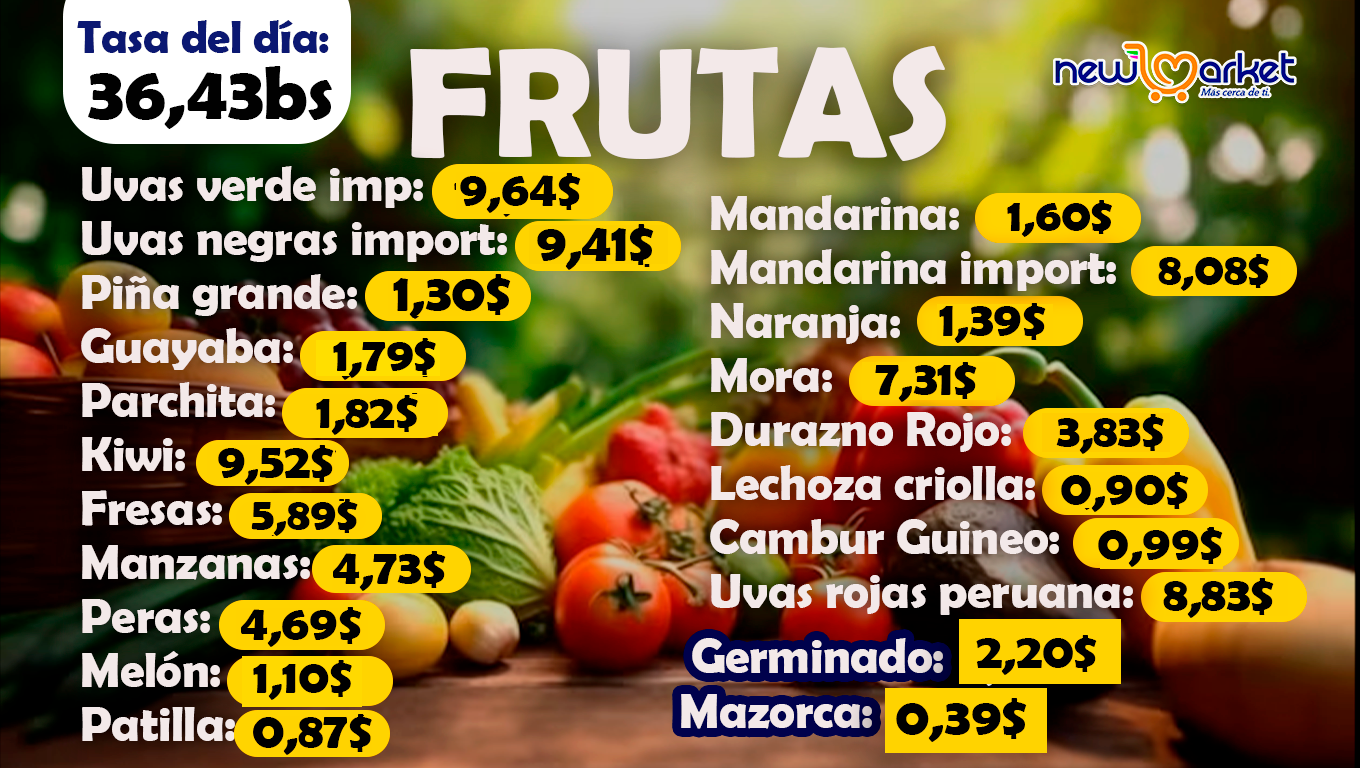 Tasa del día:
36,43bs
FRUTAS
newmarket
Más cerca de ti.
Uvas verde imp: 9,64$
Uvas negras import: 9,41$
Piña grande: 1,30$
Guayaba: 1,79$
Parchita: 1,82$
Kiwi: 9,52$
Fresas: 5,89$
Manzanas: 4,73$
Peras: 4,69$
Melón: 1,10$
Patilla: 0,87$
Mandarina: 1,60$
Mandarina import: 8,08$
Naranja: 1,39$
Mora: 7,31$
Durazno Rojo: 3,83$
Lechoza criolla: 0,90$
Cambur Guineo: 0,99$
Uvas rojas peruana: 8,83$
Germinado: 2,20$
Mazorca: 0,39$